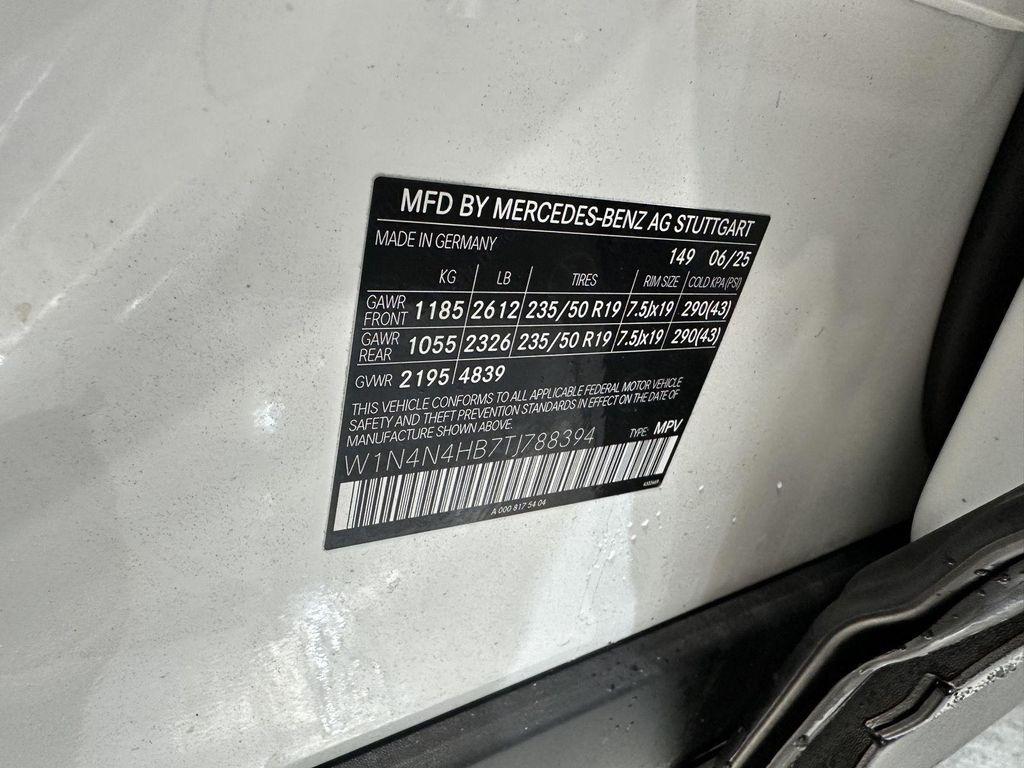 MFD BY MERCEDES-BENZ AG STUTTGART
MADE IN GERMANY 149 06/25
KG LB TIRES RIM SIZE COLD KPA (PSI)
GAWR FRONT 1185 2612 235/50 R19 7.5Jx19 290(43)
GAWR REAR 1055 2326 235/50 R19 7.5Jx19 290(43)
GVWR 2195 4839
THIS VEHICLE CONFORMS TO ALL APPLICABLE FEDERAL MOTOR VEHICLE
SAFETY AND THEFT PREVENTION STANDARDS IN EFFECT ON THE DATE OF
MANUFACTURE SHOWN ABOVE.
W1N4N4HB7TJ788394 TYPE: MPV
A 000 817 54 04